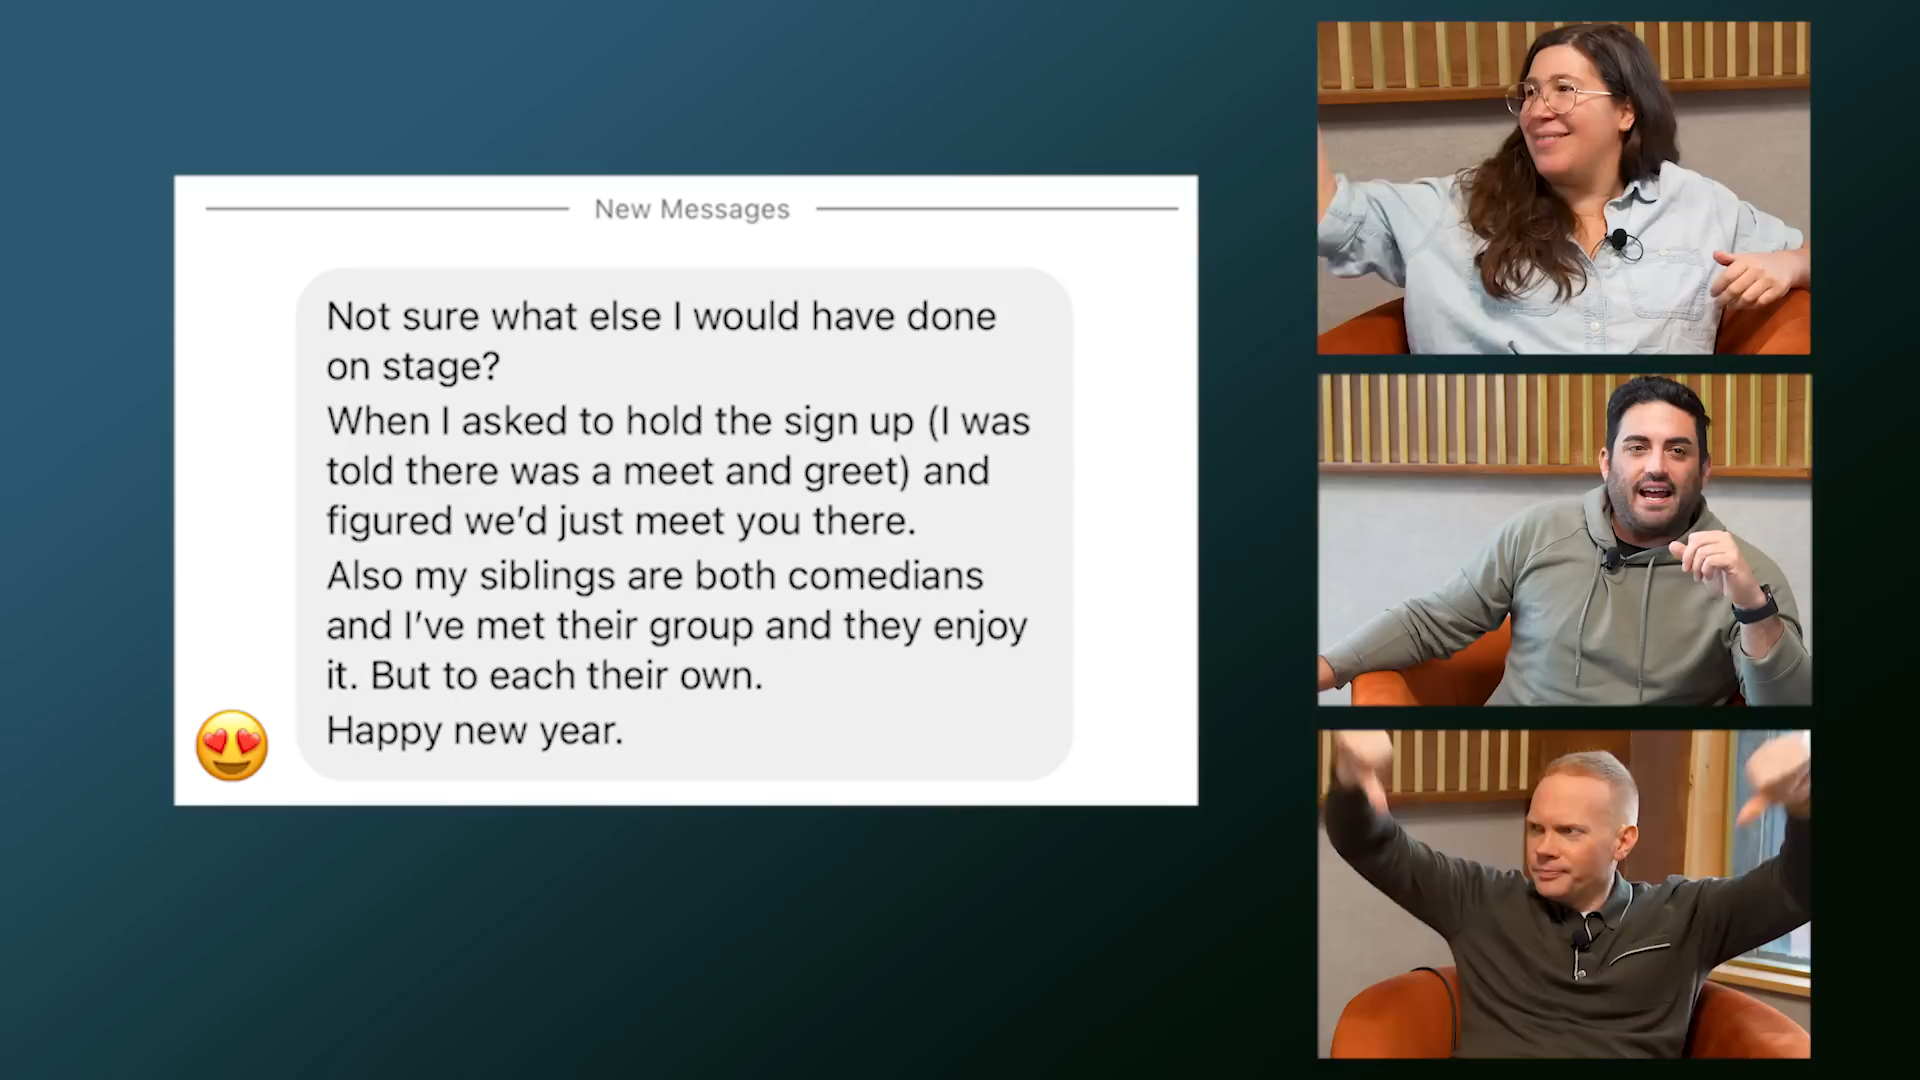 New Messages
Not sure what else I would have done
on stage?
When I asked to hold the sign up (I was
told there was a meet and greet) and
figured we’d just meet you there.
Also my siblings are both comedians
and I’ve met their group and they enjoy
it. But to each their own.
Happy new year.